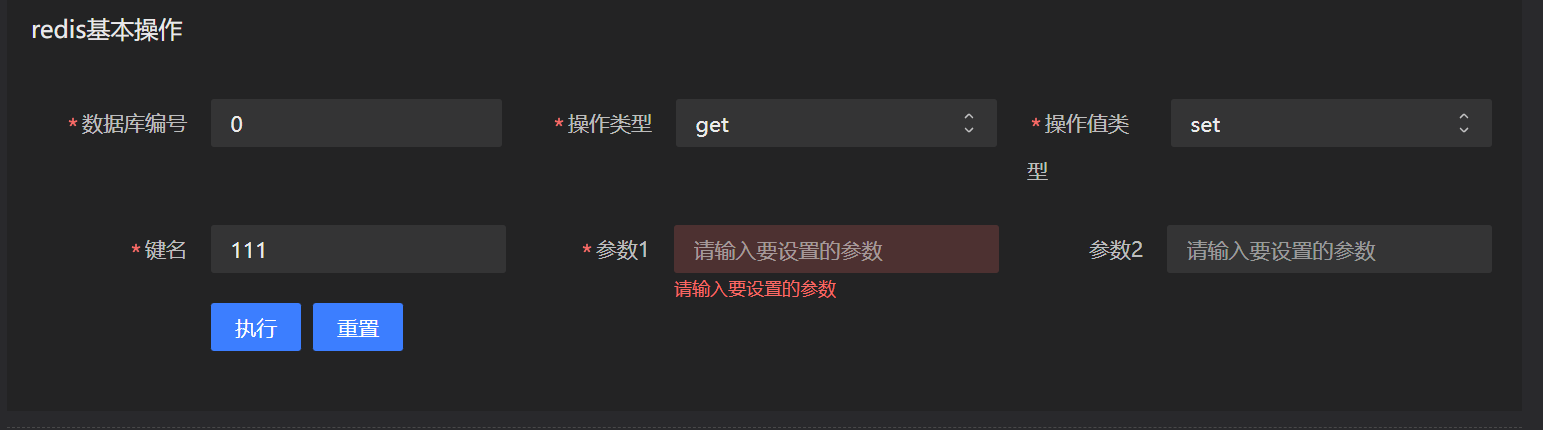 redis基本操作
*数据库编号 0 *操作类型 get *操作值类型 set
*键名 111 *参数1 请输入要设置的参数 参数2 请输入要设置的参数
请输入要设置的参数
执行 重置